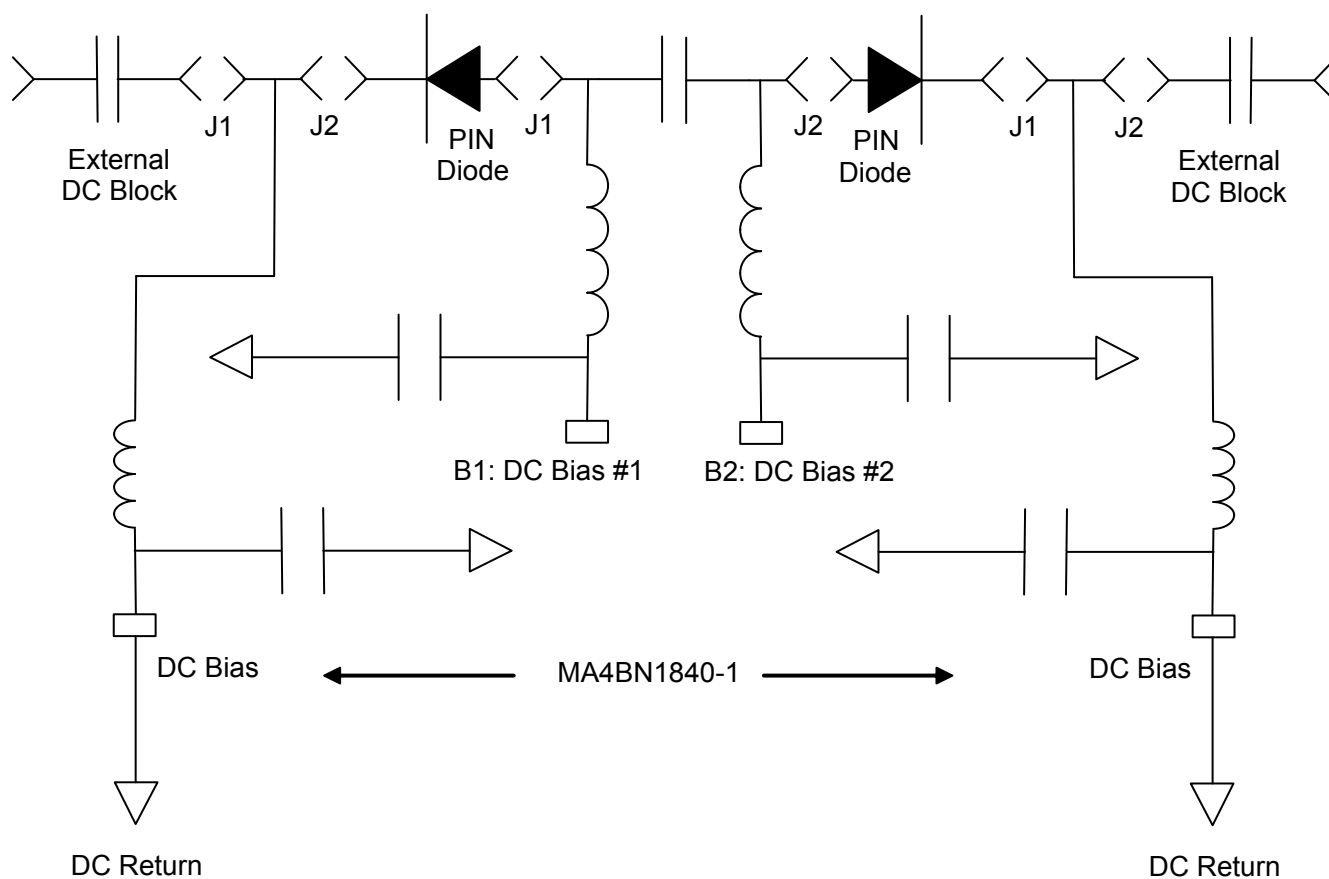 J1
J2
J1
J2
J1
J2
External
DC Block
PIN
Diode
PIN
Diode
External
DC Block
B1: DC Bias #1
B2: DC Bias #2
DC Bias
MA4BN1840-1
DC Bias
DC Return
DC Return